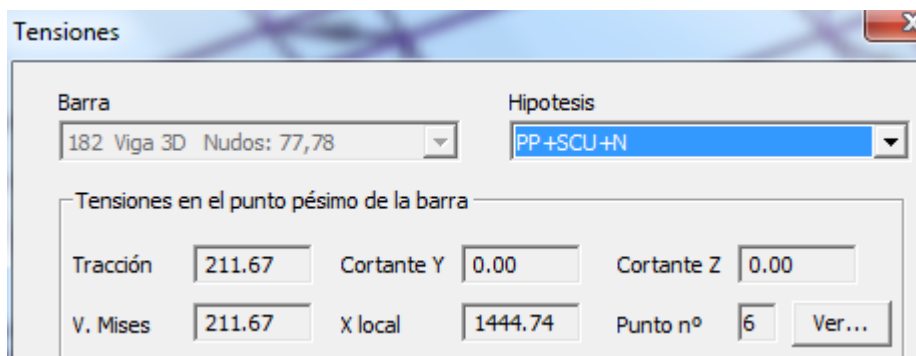 Tensiones
Barra Hipotesis
182 Viga 3D Nudos: 77,78 PP+SCU+N
Tensiones en el punto pésimo de la barra
Tracción 211.67 Cortante Y 0.00 Cortante Z 0.00
V. Mises 211.67 X local 1444.74 Punto nº 6 Ver...